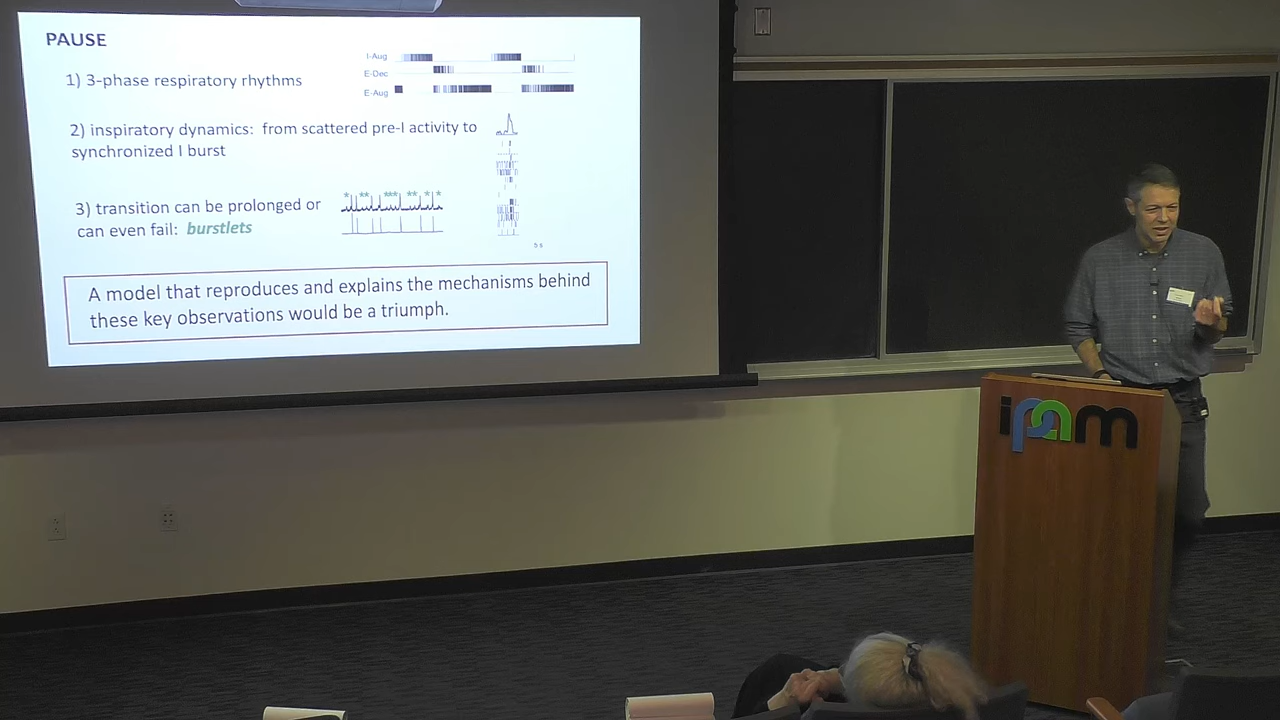 PAUSE
1) 3-phase respiratory rhythms
I-Aug
E-Dec
E-Aug
2) inspiratory dynamics: from scattered pre-I activity to
synchronized I burst
3) transition can be prolonged or
can even fail: burstlets
* ** *** ** * *
5 s
A model that reproduces and explains the mechanisms behind
these key observations would be a triumph.
ipam